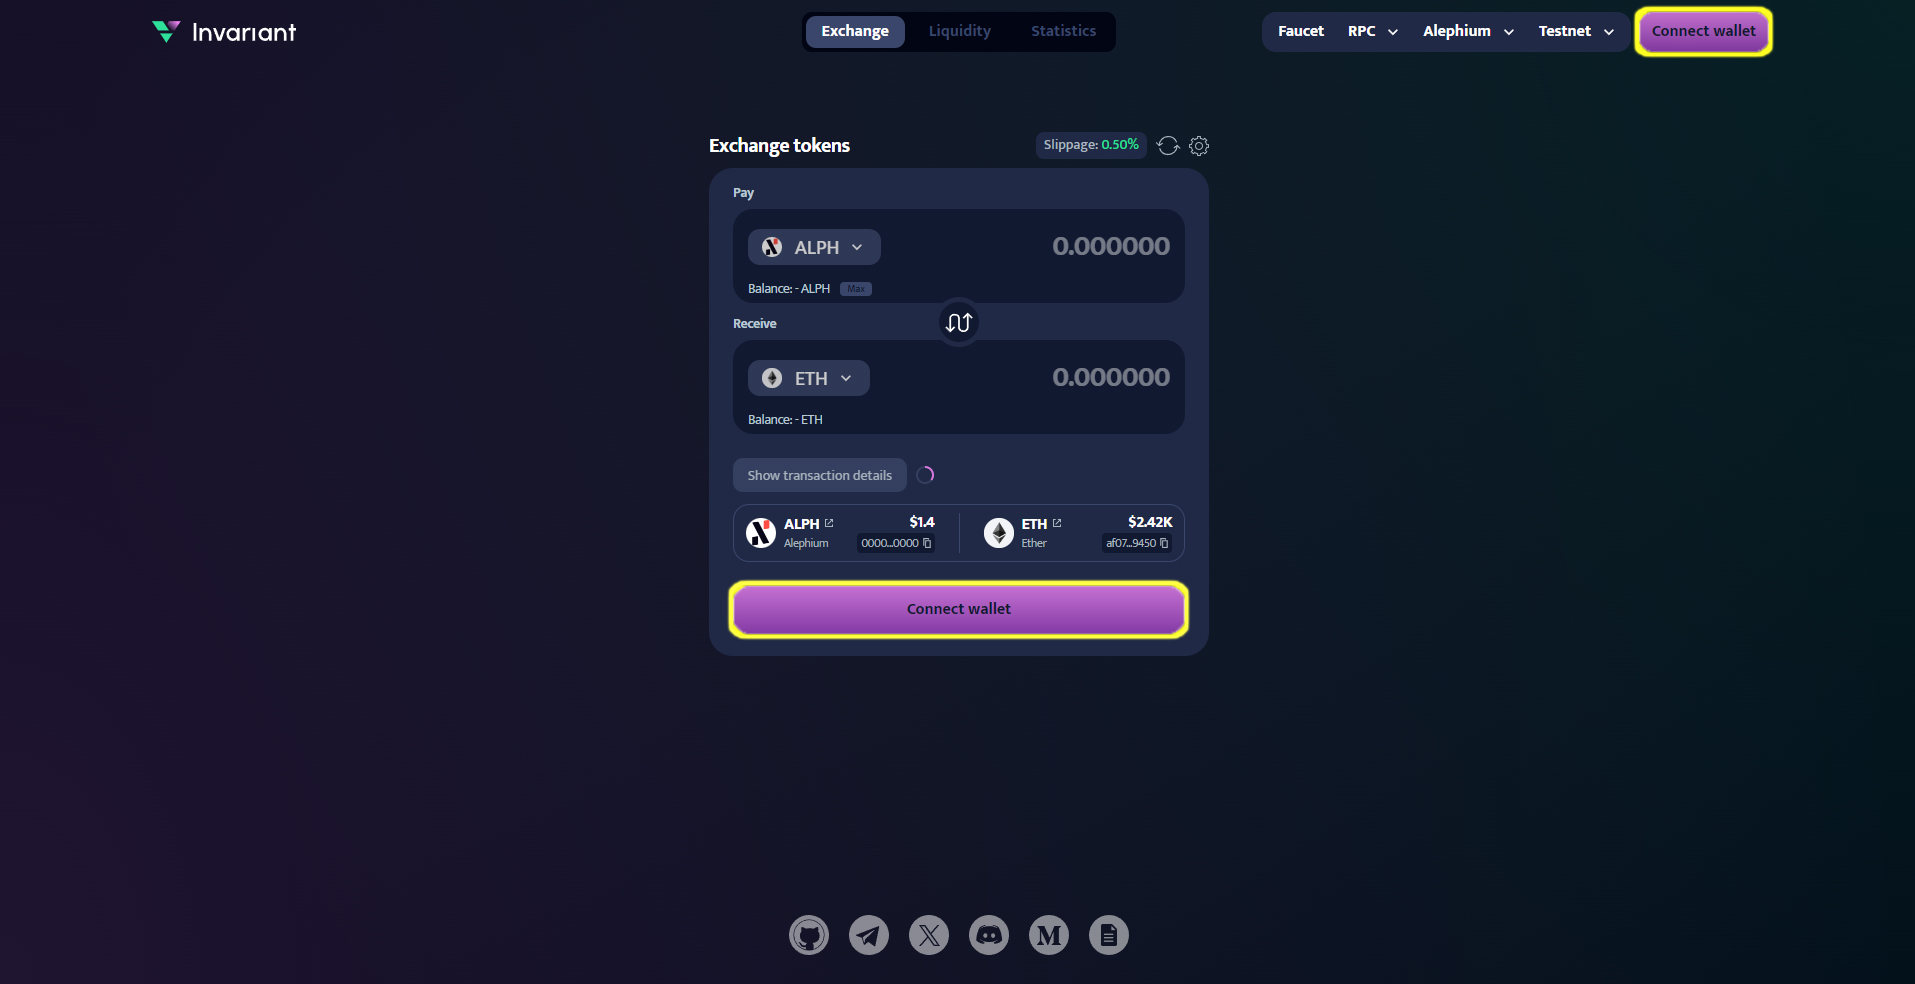 Invariant
Exchange Liquidity Statistics
Faucet RPC Alephium Testnet Connect wallet
Exchange tokens
Slippage: 0.50%
Pay
ALPH 0.000000
Balance: - ALPH Max
Receive
ETH 0.000000
Balance: - ETH
Show transaction details
ALPH $1.4
Alephium 0000...0000
ETH $2.42K
Ether af07...9450
Connect wallet